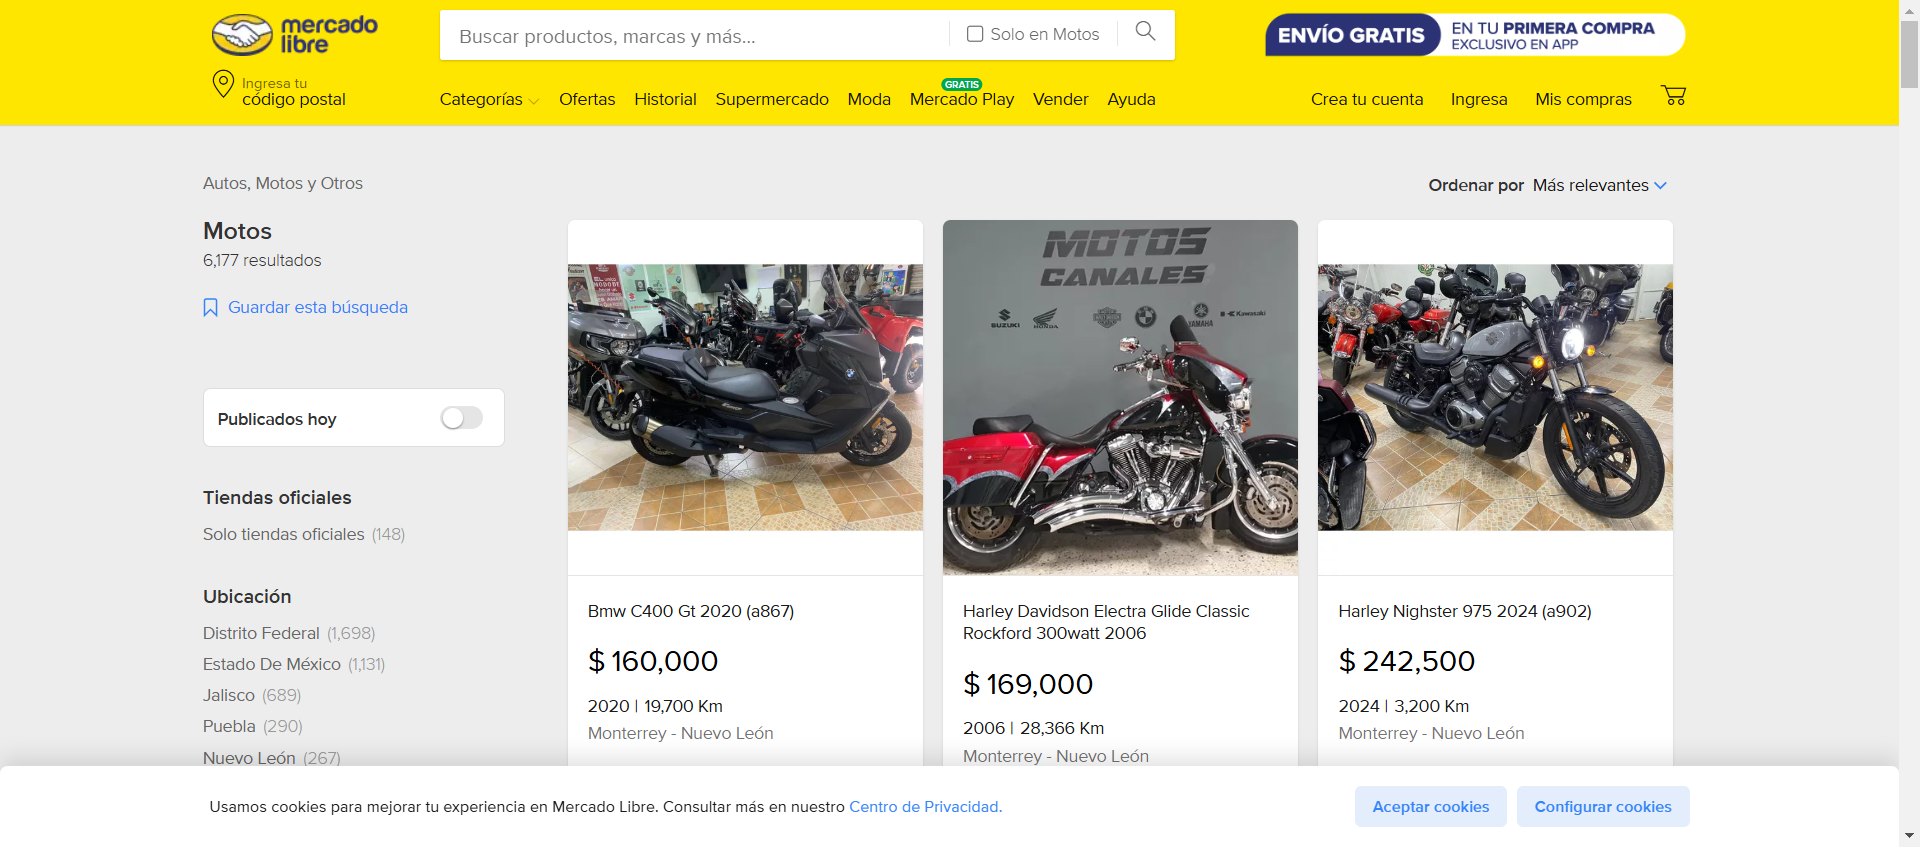 mercado
libre
Buscar productos, marcas y más...
Solo en Motos
ENVÍO GRATIS
EN TU PRIMERA COMPRA
EXCLUSIVO EN APP
Ingresa tu
código postal
GRATIS
Categorías
Ofertas
Historial
Supermercado
Moda
Mercado Play
Vender
Ayuda
Crea tu cuenta
Ingresa
Mis compras
Autos, Motos y Otros
Ordenar por Más relevantes
Motos
6,177 resultados
Guardar esta búsqueda
Publicados hoy
Tiendas oficiales
Solo tiendas oficiales (148)
Ubicación
Distrito Federal (1,698)
Estado De México (1,131)
Jalisco (689)
Puebla (290)
Nuevo León (267)
Bmw C400 Gt 2020 (a867)
$ 160,000
2020 | 19,700 Km
Monterrey - Nuevo León
MOTOS
CANALES
SUZUKI
HONDA
YAMAHA
Kawasaki
Harley Davidson Electra Glide Classic
Rockford 300watt 2006
$ 169,000
2006 | 28,366 Km
Monterrey - Nuevo León
Harley Nighster 975 2024 (a902)
$ 242,500
2024 | 3,200 Km
Monterrey - Nuevo León
Usamos cookies para mejorar tu experiencia en Mercado Libre. Consultar más en nuestro Centro de Privacidad.
Aceptar cookies
Configurar cookies